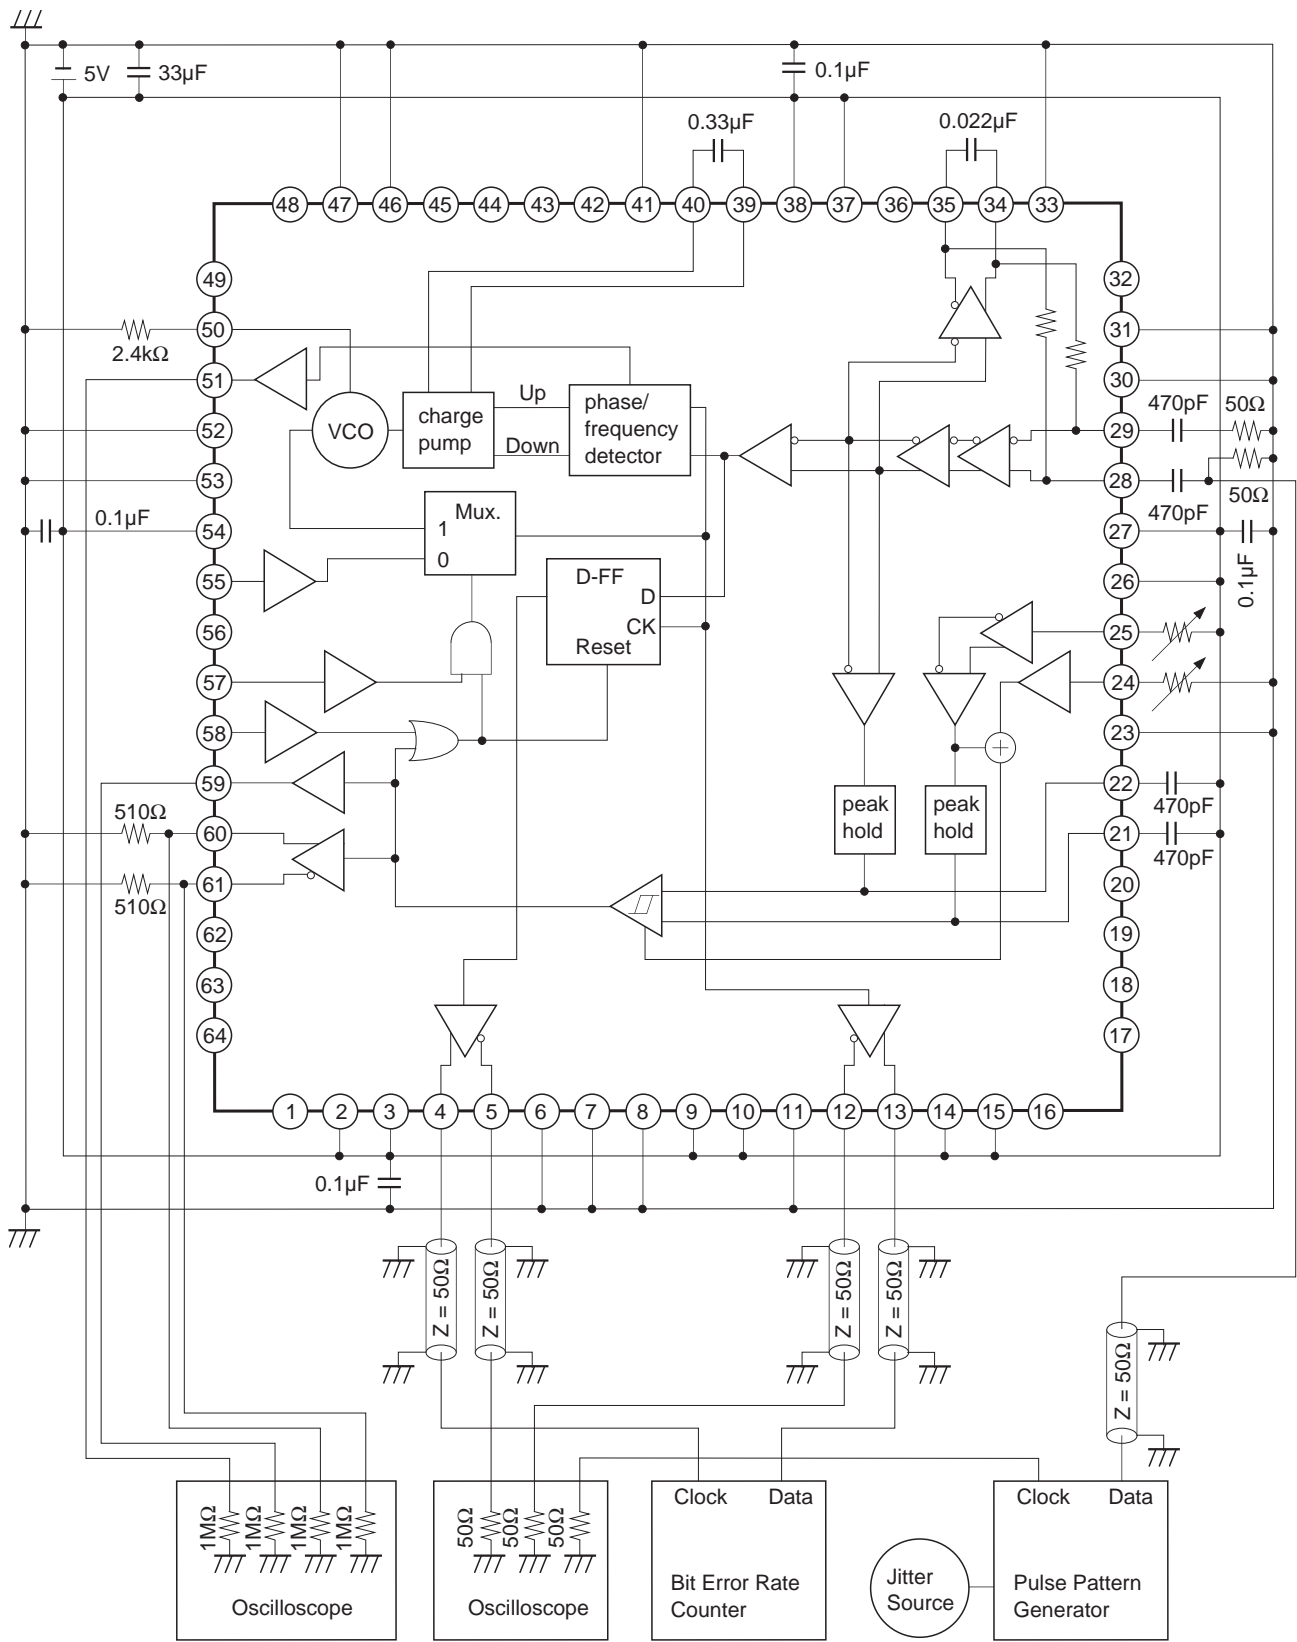 5V
33µF
0.1µF
0.33µF
0.022µF
48 47 46 45 44 43 42 41 40 39 38 37 36 35 34 33
49
50
51
52
53
54
55
56
57
58
59
60
61
62
63
64
2.4kΩ
0.1µF
510Ω
510Ω
VCO
charge
pump
Up
Down
phase/
frequency
detector
Mux.
1
0
D-FF
D
CK
Reset
peak
hold
peak
hold
+
32
31
30
29
28
27
26
25
24
23
22
21
20
19
18
17
470pF
50Ω
470pF
50Ω
0.1µF
470pF
470pF
1 2 3 4 5 6 7 8 9 10 11 12 13 14 15 16
0.1µF
Z = 50Ω
Z = 50Ω
Z = 50Ω
Z = 50Ω
Z = 50Ω
1MΩ
1MΩ
1MΩ
1MΩ
Oscilloscope
50Ω
50Ω
50Ω
Oscilloscope
Clock Data
Bit Error Rate
Counter
Jitter
Source
Clock Data
Pulse Pattern
Generator